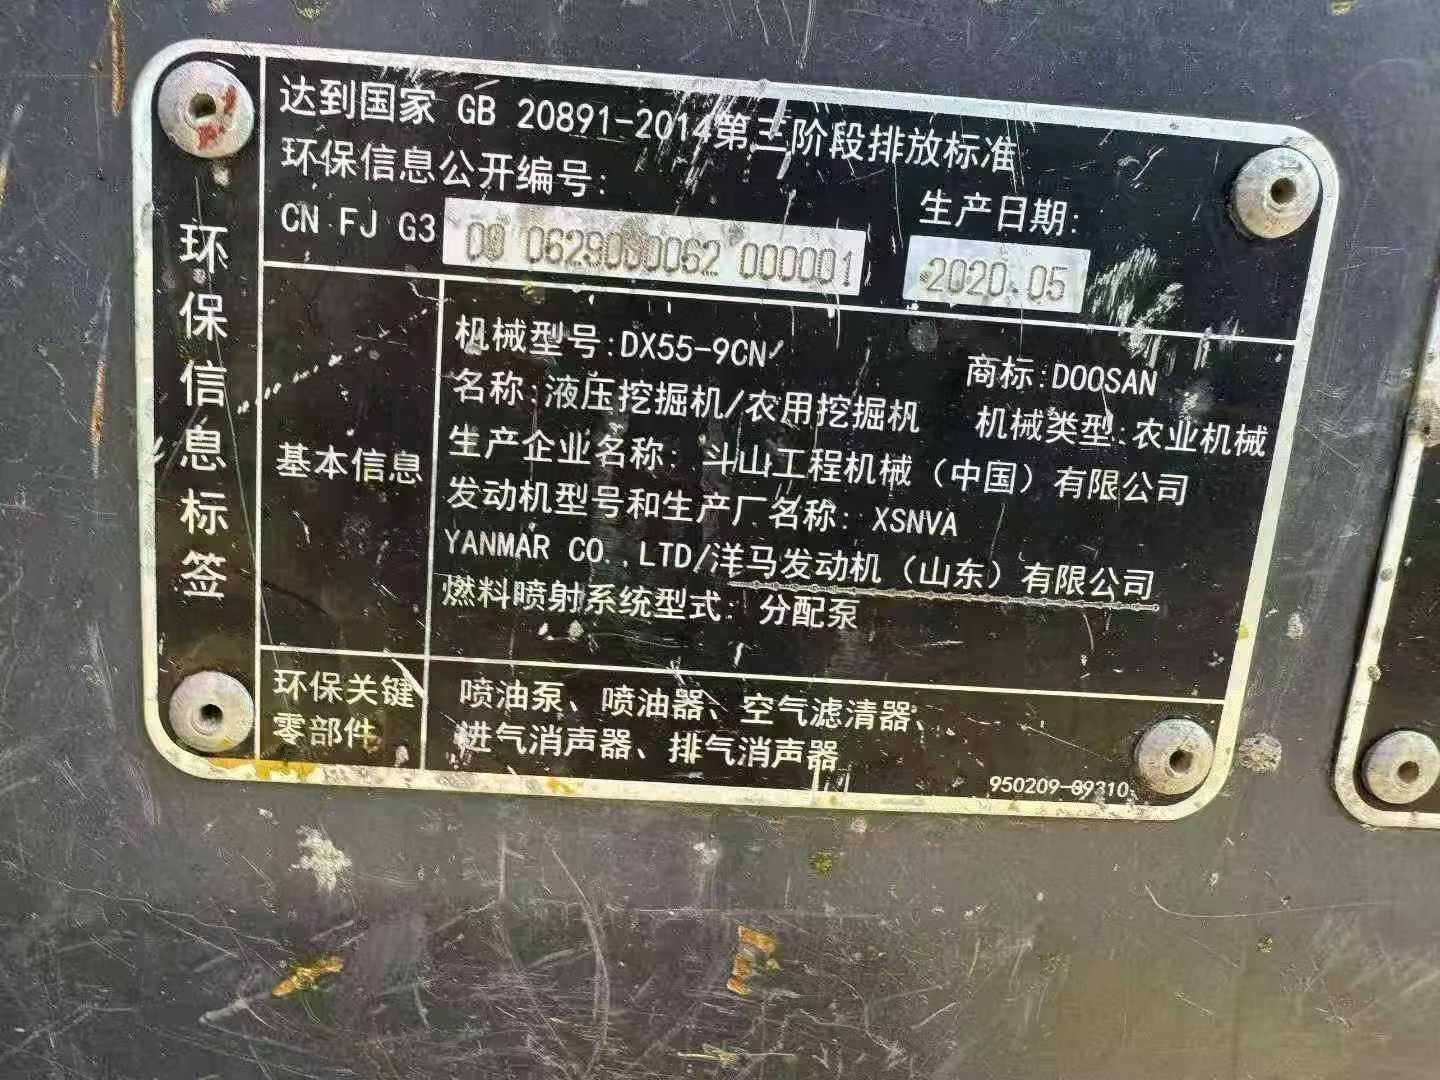 环保信息标签
达到国家 GB 20891-2014第三阶段排放标准
环保信息公开编号:
生产日期:
CN FJ G3 00 0629000062 000001
2020.05
基本信息
机械型号:DX55-9CN
商标:DOOSAN
名称:液压挖掘机/农用挖掘机
机械类型:农业机械
生产企业名称: 斗山工程机械（中国）有限公司
发动机型号和生产厂名称: XSNVA
YANMAR CO.,LTD/洋马发动机（山东）有限公司
燃料喷射系统型式: 分配泵
环保关键
零部件
喷油泵、喷油器、空气滤清器、
进气消声器、排气消声器
950209-09310